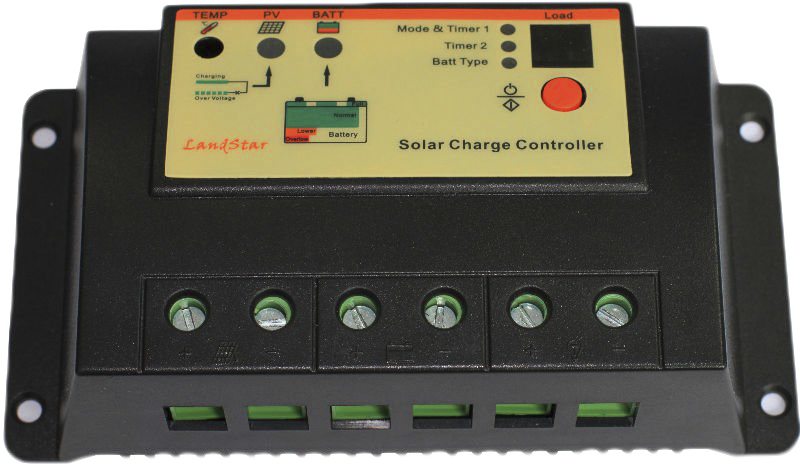 TEMP PV BATT Load
Mode & Timer 1
Timer 2
Batt Type
Charging
Over Voltage
Full
Normal
Lower
Overlow
Battery
LandStar
Solar Charge Controller
+ - + - + -